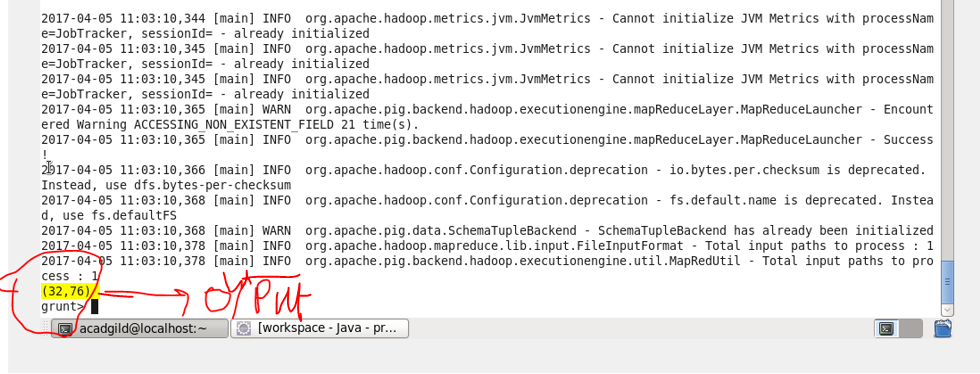 2017-04-05 11:03:10,344 [main] INFO  org.apache.hadoop.metrics.jvm.JvmMetrics - Cannot initialize JVM Metrics with processNam
e=JobTracker, sessionId= - already initialized
2017-04-05 11:03:10,345 [main] INFO  org.apache.hadoop.metrics.jvm.JvmMetrics - Cannot initialize JVM Metrics with processNam
e=JobTracker, sessionId= - already initialized
2017-04-05 11:03:10,345 [main] INFO  org.apache.hadoop.metrics.jvm.JvmMetrics - Cannot initialize JVM Metrics with processNam
e=JobTracker, sessionId= - already initialized
2017-04-05 11:03:10,365 [main] WARN  org.apache.pig.backend.hadoop.executionengine.mapReduceLayer.MapReduceLauncher - Encount
ered Warning ACCESSING_NON_EXISTENT_FIELD 21 time(s).
2017-04-05 11:03:10,365 [main] INFO  org.apache.pig.backend.hadoop.executionengine.mapReduceLayer.MapReduceLauncher - Success
!
2017-04-05 11:03:10,366 [main] INFO  org.apache.hadoop.conf.Configuration.deprecation - io.bytes.per.checksum is deprecated.
Instead, use dfs.bytes-per-checksum
2017-04-05 11:03:10,368 [main] INFO  org.apache.hadoop.conf.Configuration.deprecation - fs.default.name is deprecated. Instea
d, use fs.defaultFS
2017-04-05 11:03:10,368 [main] WARN  org.apache.pig.data.SchemaTupleBackend - SchemaTupleBackend has already been initialized
2017-04-05 11:03:10,378 [main] INFO  org.apache.hadoop.mapreduce.lib.input.FileInputFormat - Total input paths to process : 1
2017-04-05 11:03:10,378 [main] INFO  org.apache.pig.backend.hadoop.executionengine.util.MapRedUtil - Total input paths to pro
cess : 1
(32,76)
grunt>
acadgild@localhost:~ [workspace - Java - pr...